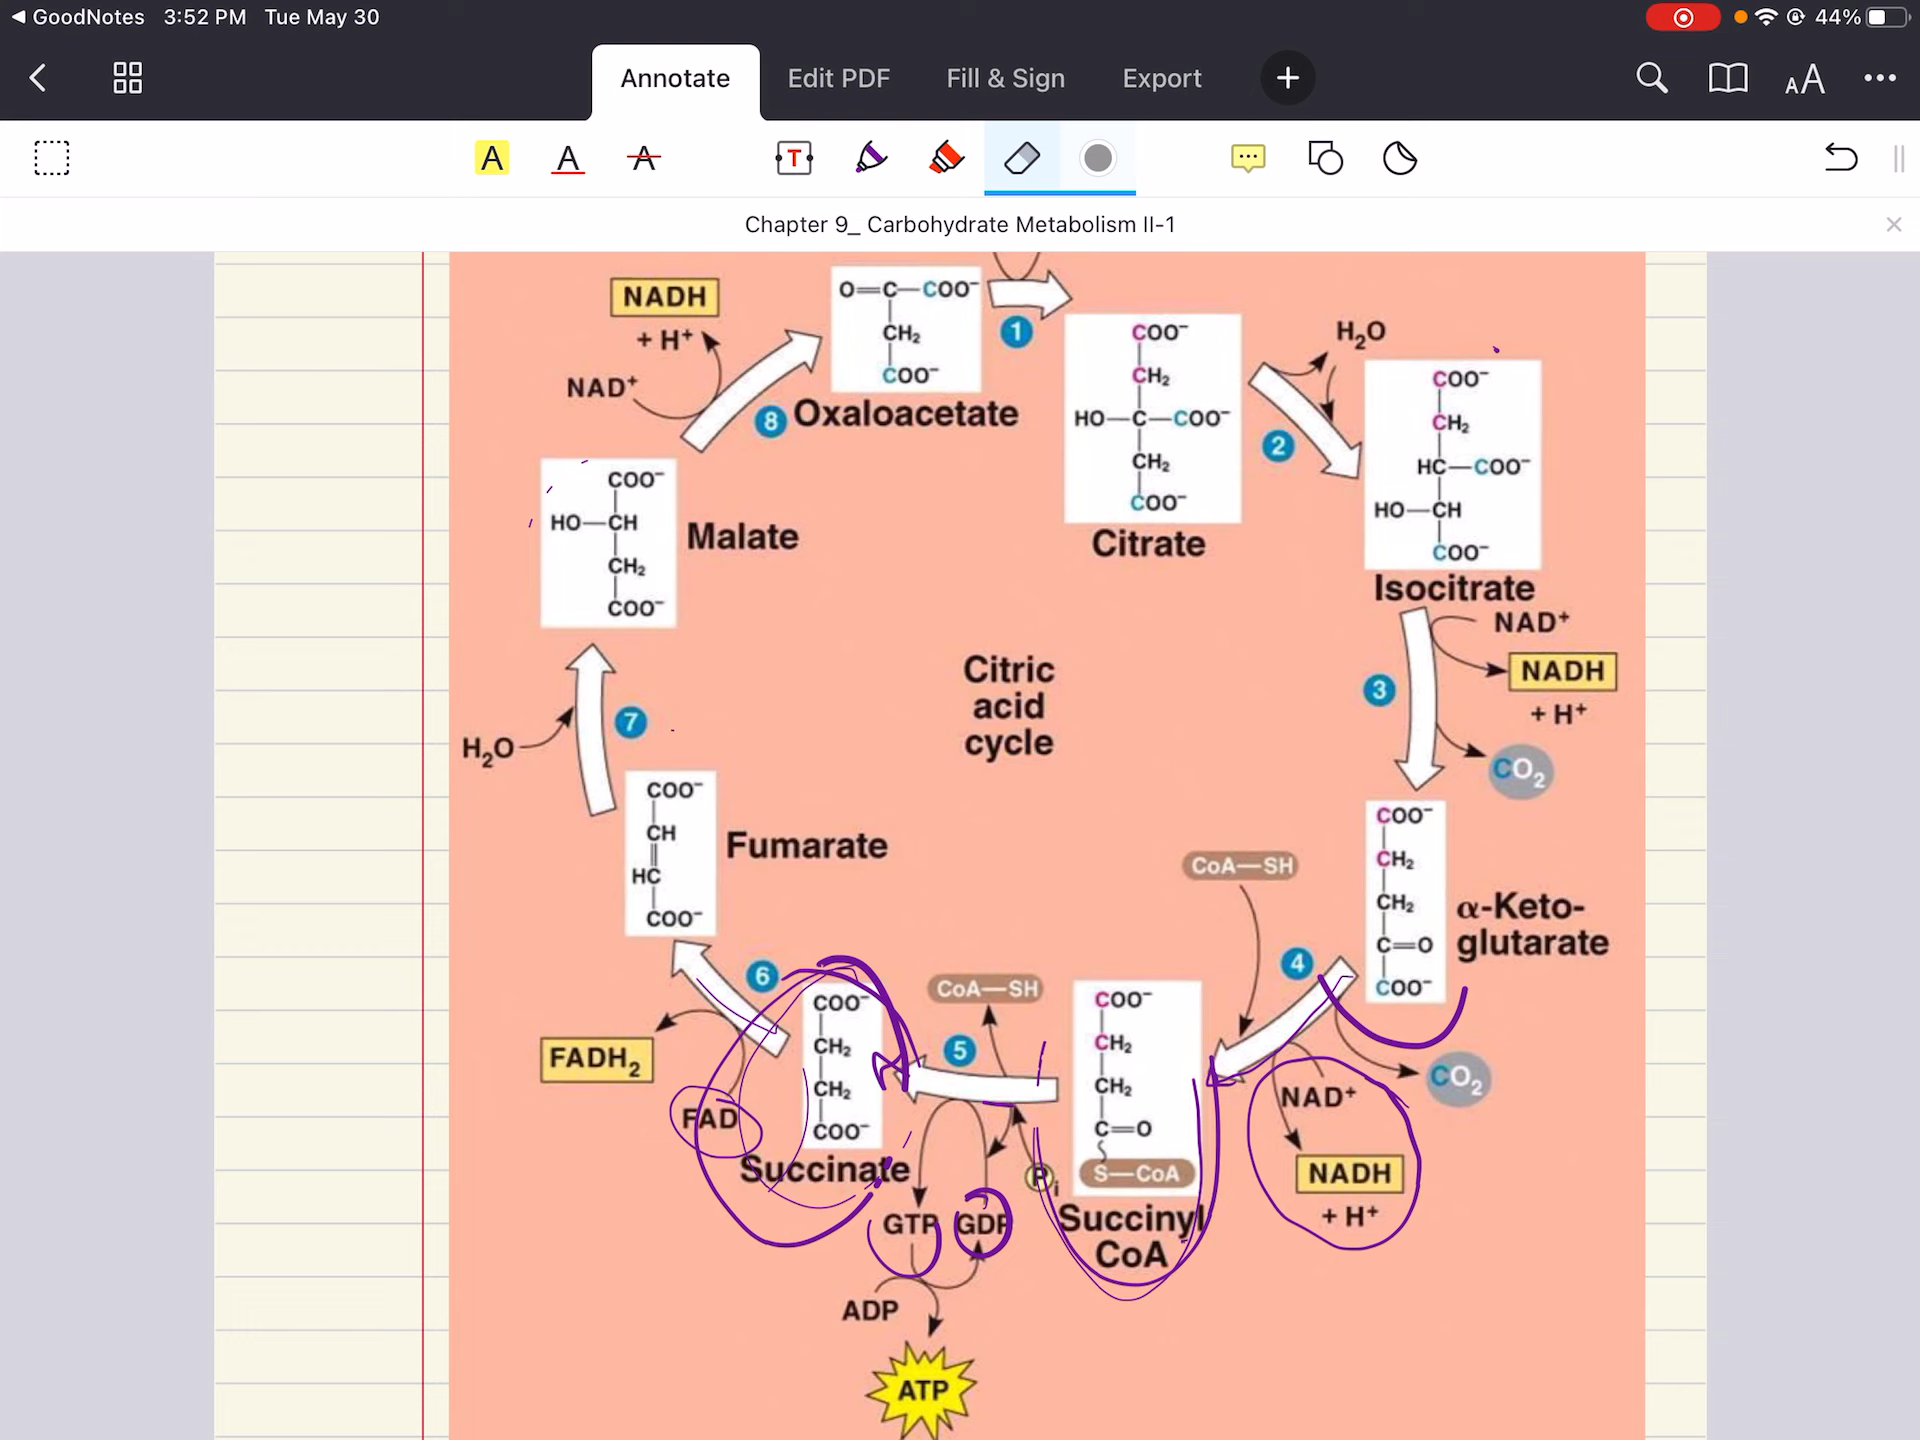 GoodNotes 3:52 PM Tue May 30
44%
Annotate Edit PDF Fill & Sign Export +
AA
A A A T
Chapter 9_ Carbohydrate Metabolism II-1
NADH
+ H⁺
NAD⁺
8
O=C—COO⁻
CH₂
COO⁻
Oxaloacetate
1
COO⁻
CH₂
HO—C—COO⁻
CH₂
COO⁻
Citrate
H₂O
2
COO⁻
CH₂
HC—COO⁻
HO—CH
COO⁻
Isocitrate
NAD⁺
NADH
+ H⁺
3
CO₂
COO⁻
HO—CH
CH₂
COO⁻
Malate
Citric
acid
cycle
7
H₂O
COO⁻
CH
HC
COO⁻
Fumarate
COO⁻
CH₂
CH₂
C=O
COO⁻
α-Keto-
glutarate
CoA—SH
4
CO₂
NAD⁺
NADH
+ H⁺
6
FADH₂
FAD
COO⁻
CH₂
CH₂
COO⁻
Succinate
CoA—SH
5
Pi
GTP GDP
ADP
ATP
COO⁻
CH₂
CH₂
C=O
S—CoA
Succinyl
CoA